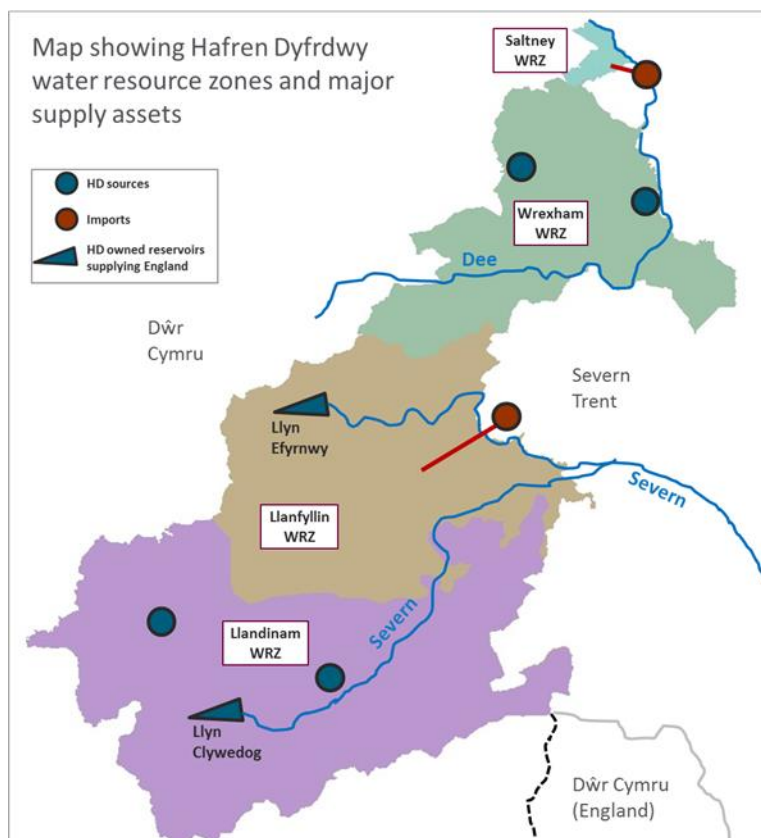 Map showing Hafren Dyfrdwy
water resource zones and major
supply assets
HD sources
Imports
HD owned reservoirs
supplying England
Saltney
WRZ
Wrexham
WRZ
Dee
Dŵr
Cymru
Severn
Trent
Llyn
Efyrnwy
Severn
Llanfyllin
WRZ
Severn
Llandinam
WRZ
Llyn
Clywedog
Dŵr Cymru
(England)